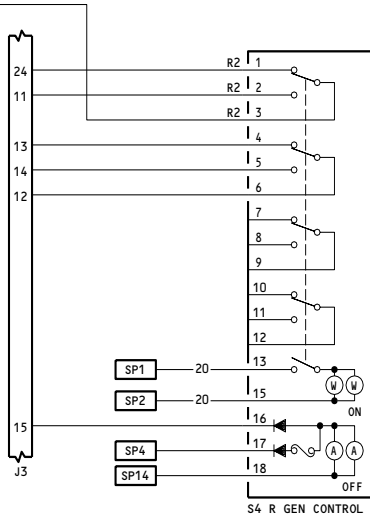 24 R2 1
11 R2 2
R2 3
13 4
14 5
12 6
7
8
9
10
11
12
SP1 20 13 W W
SP2 20 15 ON
15 16
SP4 17 A A
SP14 18 OFF
J3
S4 R GEN CONTROL